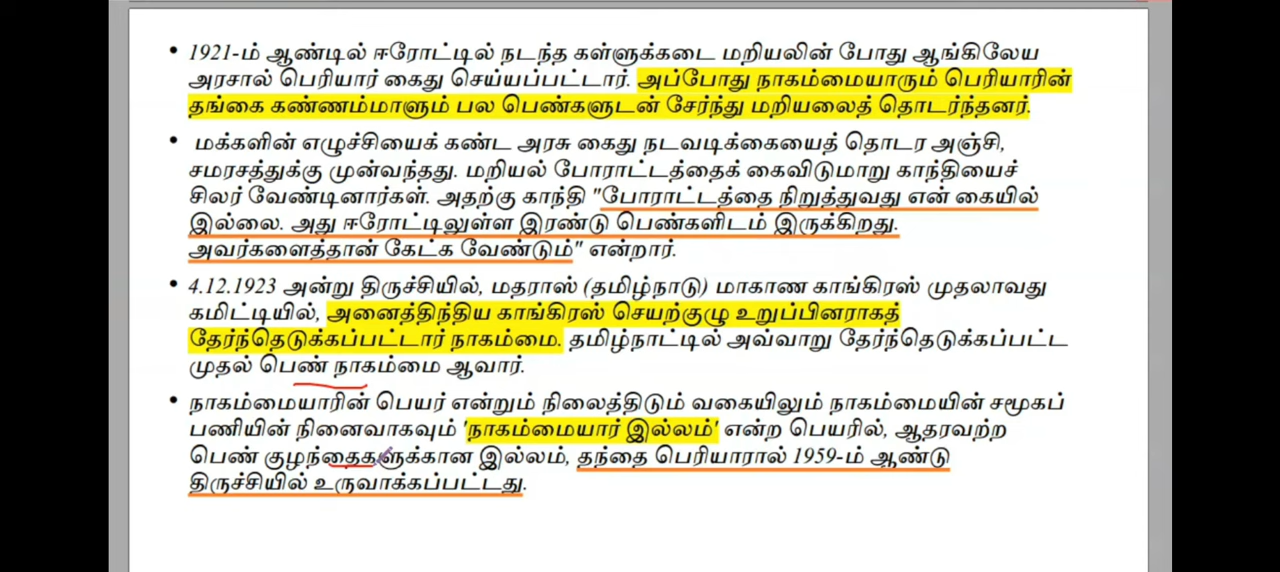 • 1921-ம் ஆண்டில் ஈரோட்டில் நடந்த கள்ளுக்கடை மறியலின் போது ஆங்கிலேய
அரசால் பெரியார் கைது செய்யப்பட்டார். அப்போது நாகம்மையாரும் பெரியாரின்
தங்கை கண்ணம்மாளும் பல பெண்களுடன் சேர்ந்து மறியலைத் தொடர்ந்தனர்.
• மக்களின் எழுச்சியைக் கண்ட அரசு கைது நடவடிக்கையைத் தொடர அஞ்சி,
சமரசத்துக்கு முன்வந்தது. மறியல் போராட்டத்தைக் கைவிடுமாறு காந்தியைச்
சிலர் வேண்டினார்கள். அதற்கு காந்தி "போராட்டத்தை நிறுத்துவது என் கையில்
இல்லை. அது ஈரோட்டிலுள்ள இரண்டு பெண்களிடம் இருக்கிறது.
அவர்களைத்தான் கேட்க வேண்டும்" என்றார்.
• 4.12.1923 அன்று திருச்சியில், மதராஸ் (தமிழ்நாடு) மாகாண காங்கிரஸ் முதலாவது
கமிட்டியில், அனைத்திந்திய காங்கிரஸ் செயற்குழு உறுப்பினராகத்
தேர்ந்தெடுக்கப்பட்டார் நாகம்மை. தமிழ்நாட்டில் அவ்வாறு தேர்ந்தெடுக்கப்பட்ட
முதல் பெண் நாகம்மை ஆவார்.
• நாகம்மையாரின் பெயர் என்றும் நிலைத்திடும் வகையிலும் நாகம்மையின் சமூகப்
பணியின் நினைவாகவும் 'நாகம்மையார் இல்லம்' என்ற பெயரில், ஆதரவற்ற
பெண் குழந்தைகளுக்கான இல்லம், தந்தை பெரியாரால் 1959-ம் ஆண்டு
திருச்சியில் உருவாக்கப்பட்டது.